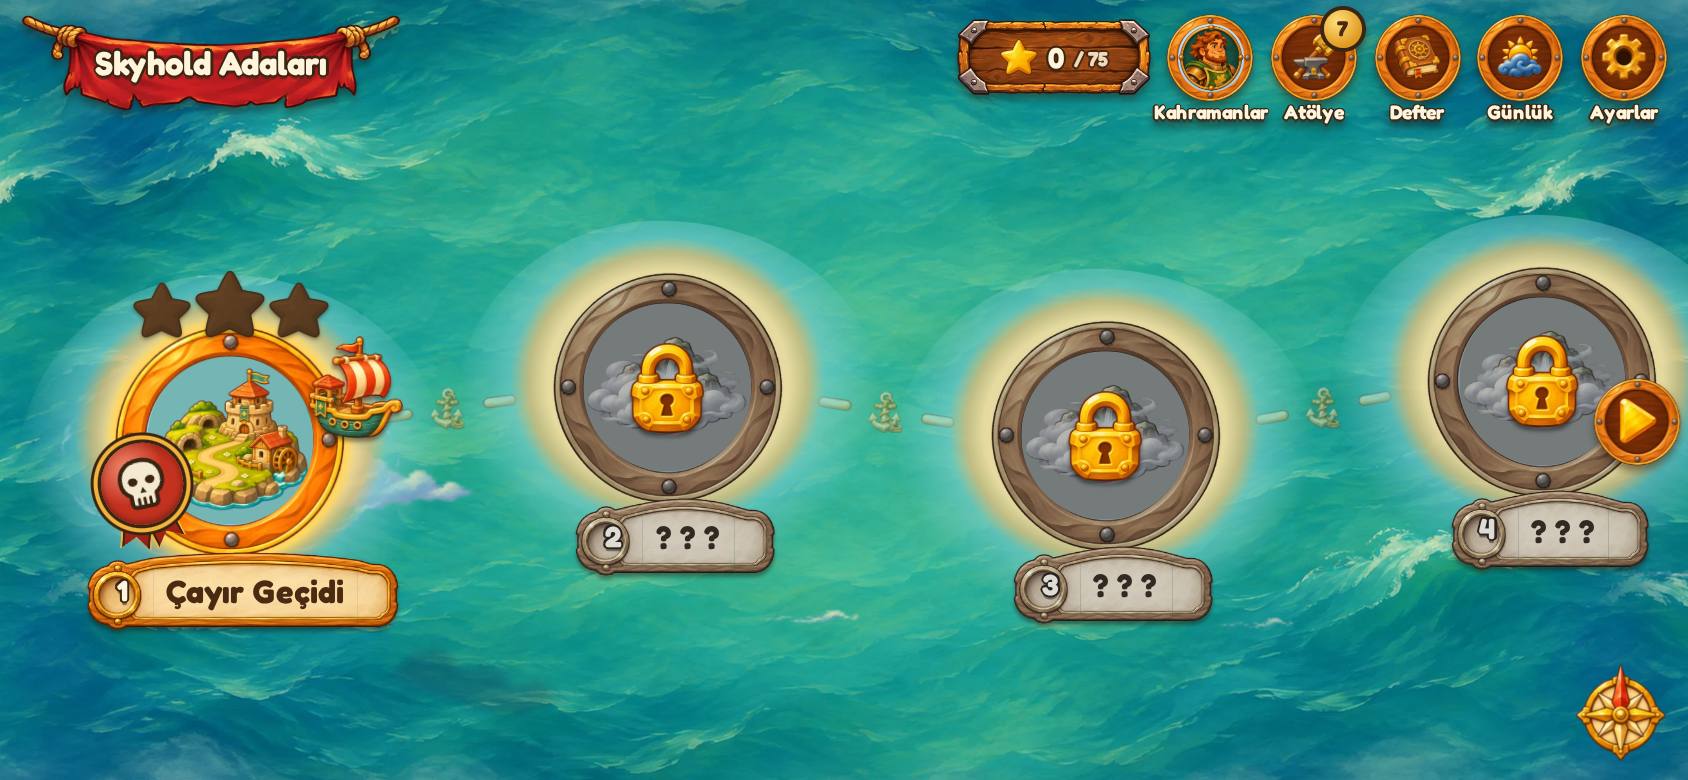 Skyhold Adaları
0 / 75
7
Kahramanlar
Atölye
Defter
Günlük
Ayarlar
1 Çayır Geçidi
2 ? ? ?
3 ? ? ?
4 ? ? ?